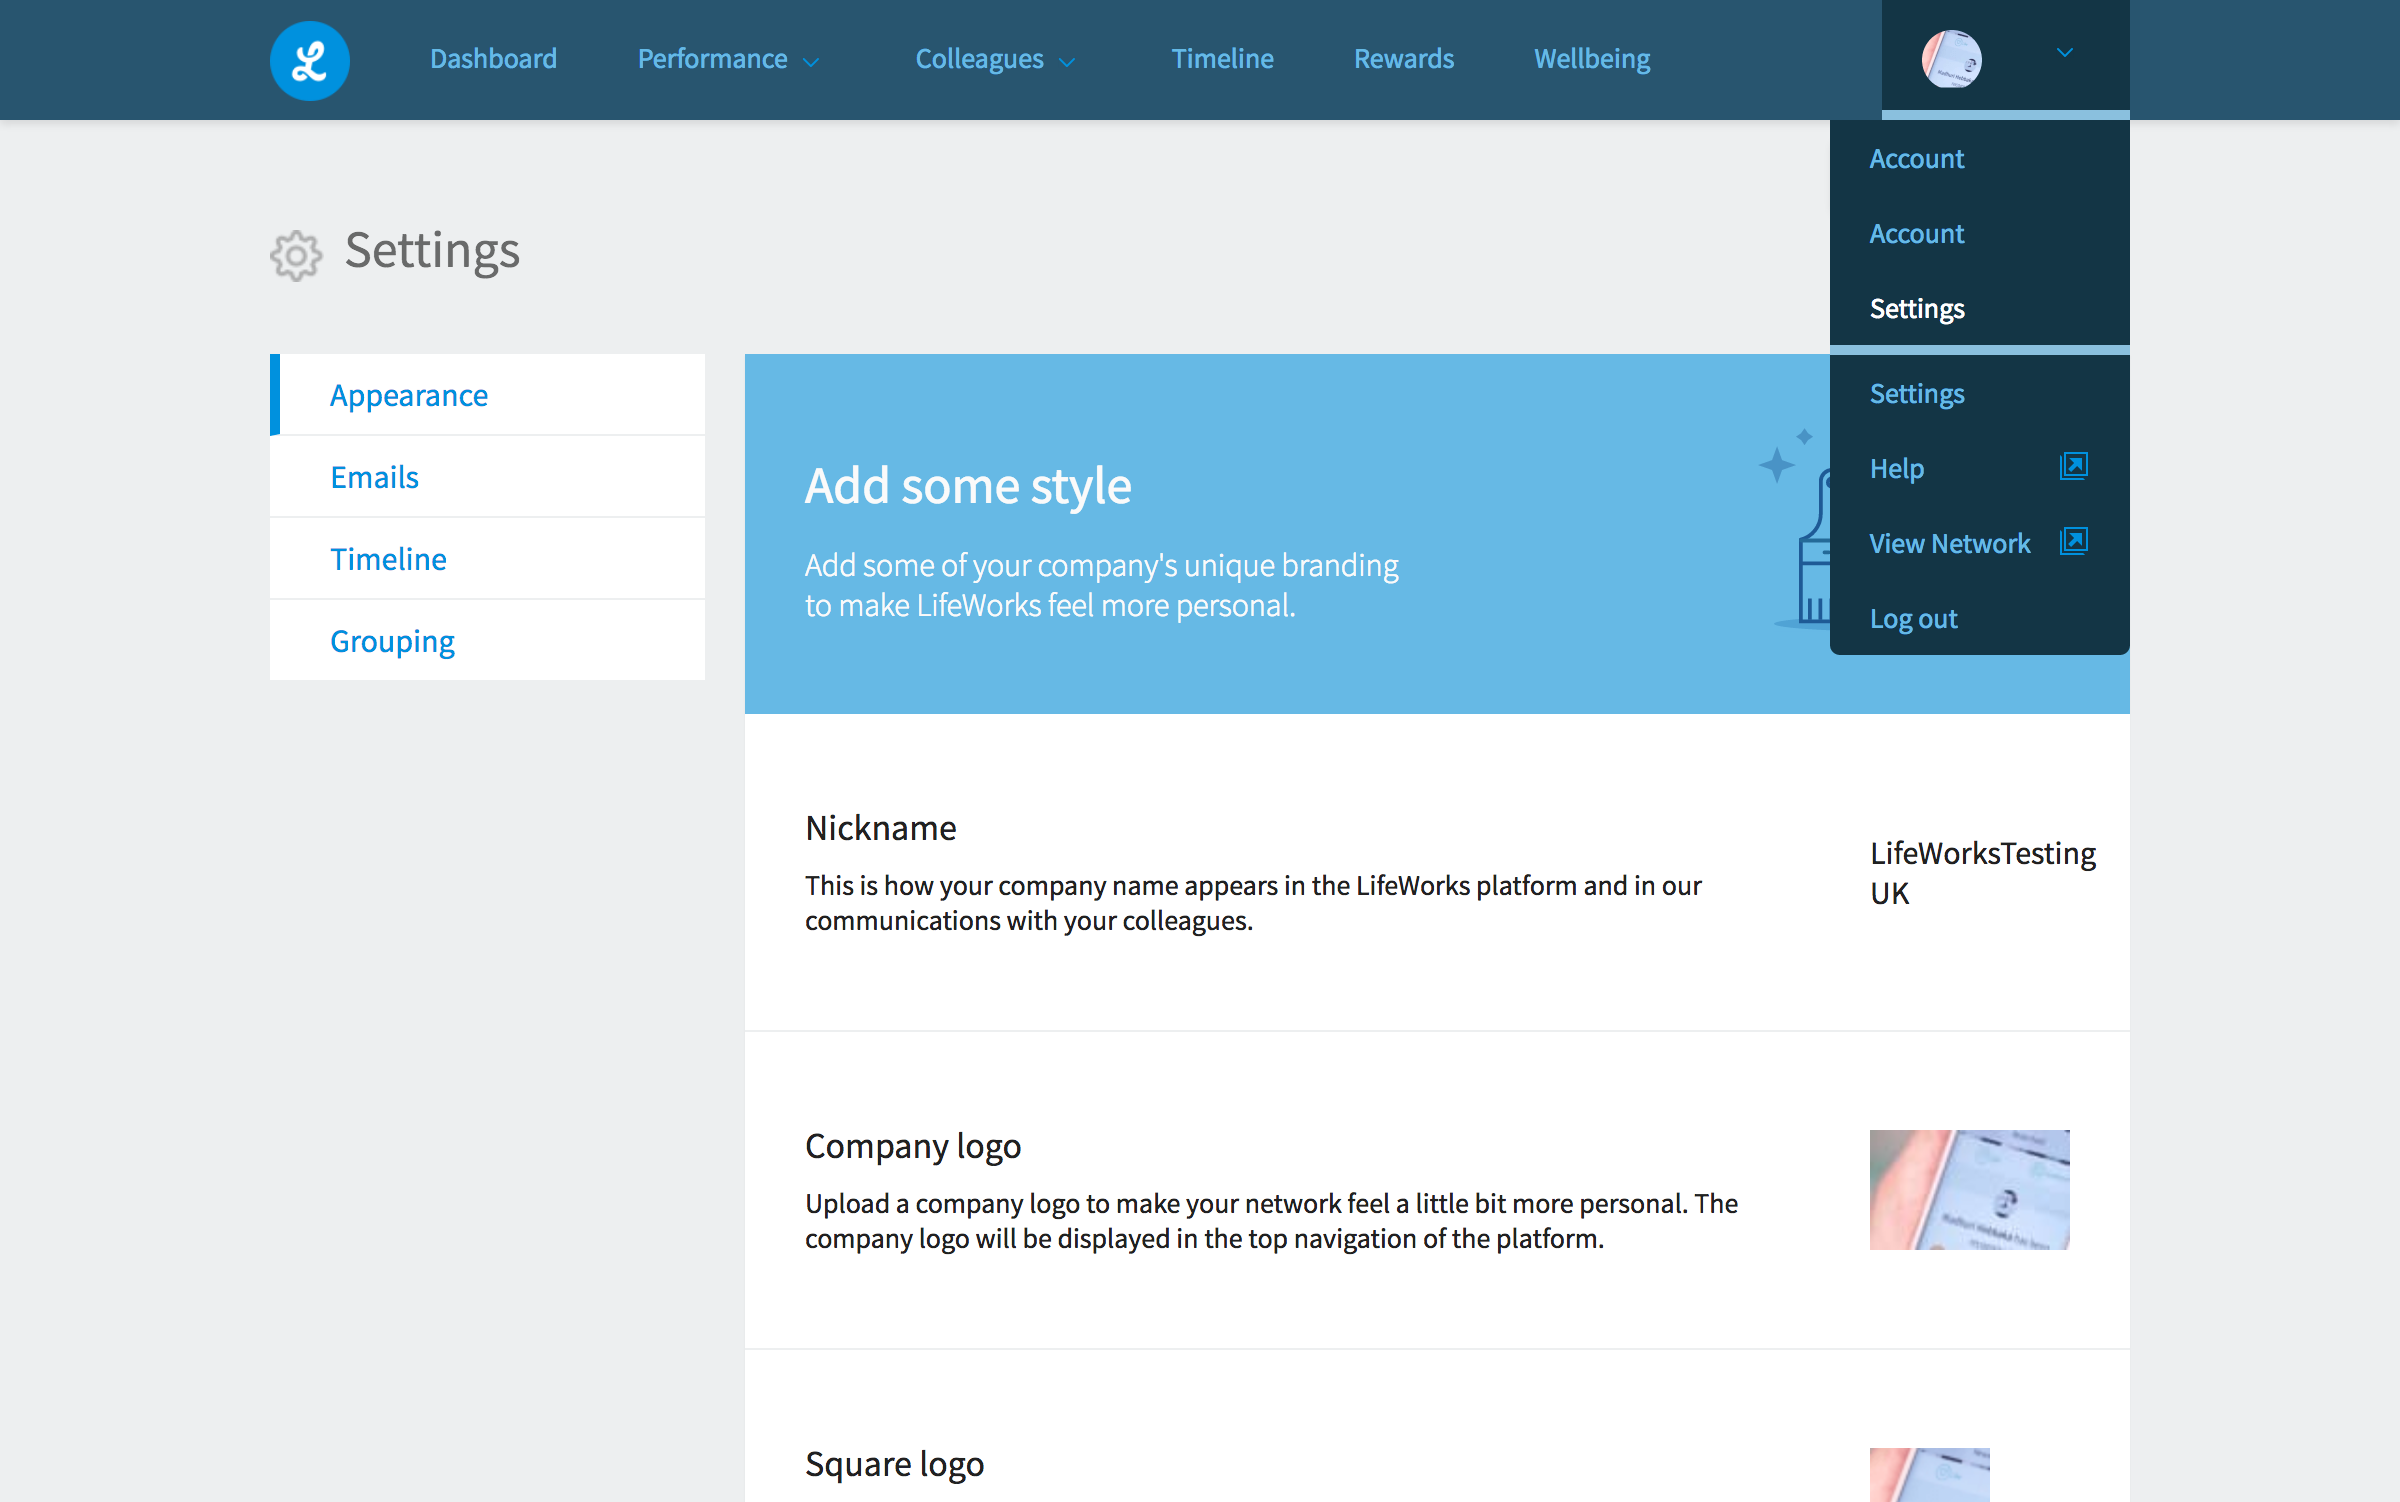 Dashboard
Performance
Colleagues
Timeline
Rewards
Wellbeing
Account
Account
Settings
Settings
Help
View Network
Log out
Settings
Appearance
Emails
Timeline
Grouping
Add some style
Add some of your company's unique branding
to make LifeWorks feel more personal.
Nickname
This is how your company name appears in the LifeWorks platform and in our
communications with your colleagues.
LifeWorksTesting
UK
Company logo
Upload a company logo to make your network feel a little bit more personal. The
company logo will be displayed in the top navigation of the platform.
Square logo